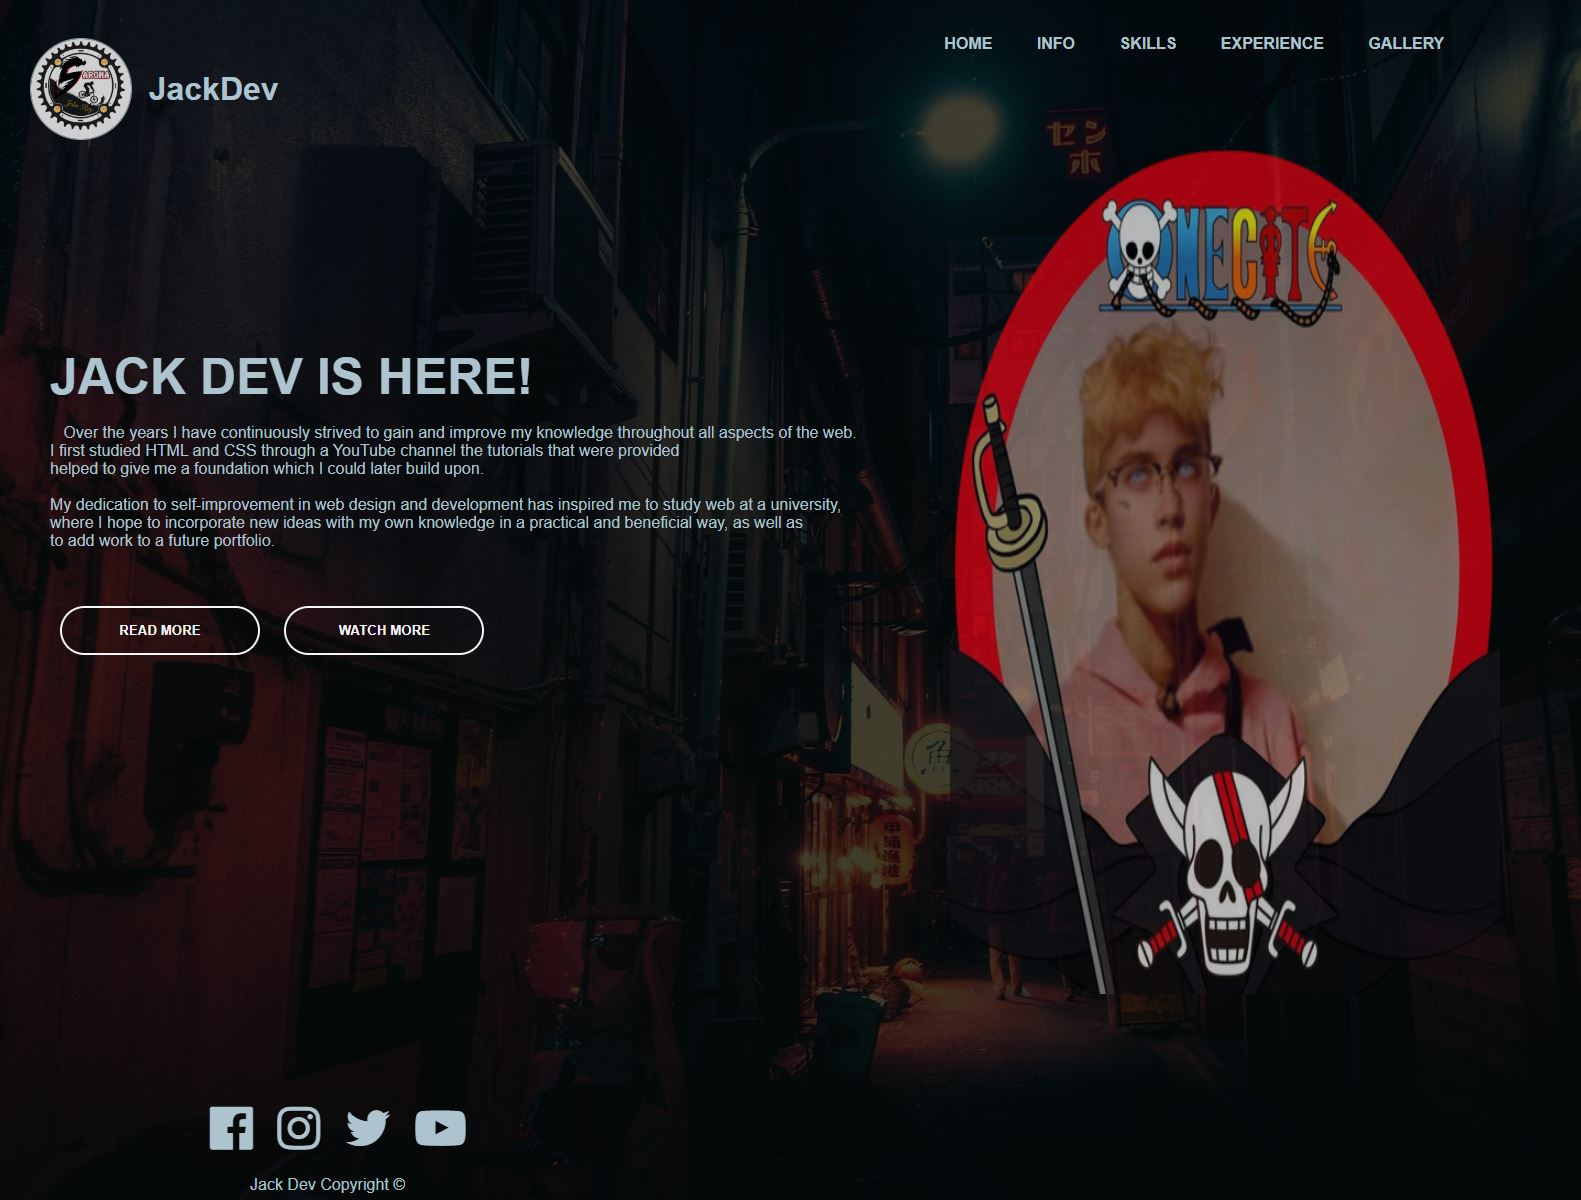 HOME INFO SKILLS EXPERIENCE GALLERY
JackDev
セン
ホ
ONECITE
JACK DEV IS HERE!
Over the years I have continuously strived to gain and improve my knowledge throughout all aspects of the web.
I first studied HTML and CSS through a YouTube channel the tutorials that were provided
helped to give me a foundation which I could later build upon.
My dedication to self-improvement in web design and development has inspired me to study web at a university,
where I hope to incorporate new ideas with my own knowledge in a practical and beneficial way, as well as
to add work to a future portfolio.
READ MORE WATCH MORE
魚
Jack Dev Copyright ©